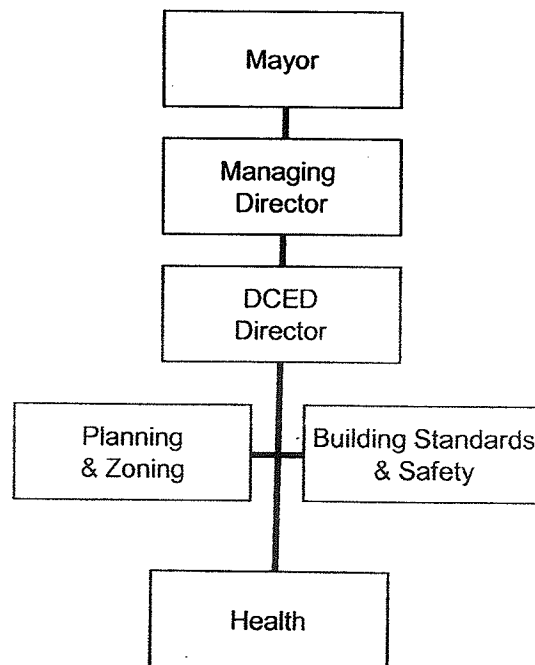 Mayor
Managing
Director
DCED
Director
Planning
& Zoning
Building Standards
& Safety
Health